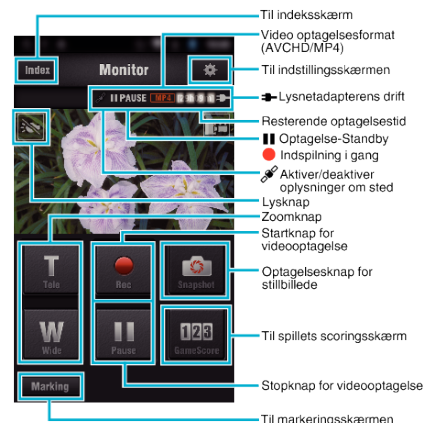 Til indeksskærm
Video optagelsesformat
(AVCHD/MP4)
Til indstillingsskærmen
Lysnetadapterens drift
Resterende optagelsestid
Optagelse-Standby
Indspilning i gang
Aktiver/deaktiver
oplysninger om sted
Lysknap
Zoomknap
Startknap for
videooptagelse
Optagelsesknap for
stillbillede
Til spillets scoringsskærm
Stopknap for videooptagelse
Til markeringsskærmen
Index
Monitor
PAUSE MP4
T
Tele
Rec
Snapshot
W
Wide
Pause
123
GameScore
Marking